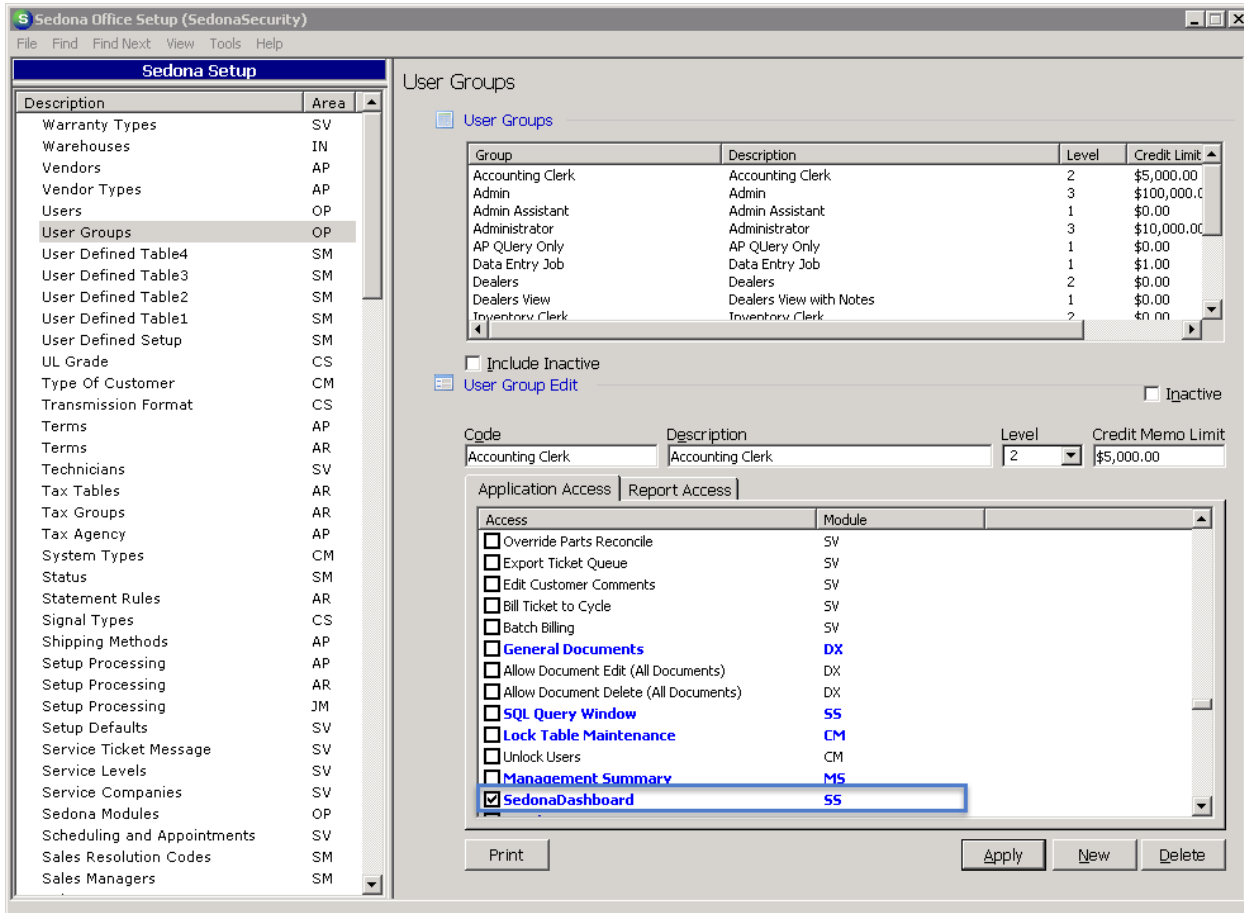 Sedona Office Setup (SedonaSecurity)
File Find Find Next View Tools Help
Sedona Setup
Description Area
Warranty Types SV
Warehouses IN
Vendors AP
Vendor Types AP
Users OP
User Groups OP
User Defined Table4 SM
User Defined Table3 SM
User Defined Table2 SM
User Defined Table1 SM
User Defined Setup SM
UL Grade CS
Type Of Customer CM
Transmission Format CS
Terms AP
Terms AR
Technicians SV
Tax Tables AR
Tax Groups AR
Tax Agency AP
System Types CM
Status SM
Statement Rules AR
Signal Types CS
Shipping Methods AP
Setup Processing AP
Setup Processing AR
Setup Processing JM
Setup Defaults SV
Service Ticket Message SV
Service Levels SV
Service Companies SV
Sedona Modules OP
Scheduling and Appointments SV
Sales Resolution Codes SM
Sales Managers SM
User Groups
User Groups
Group Description Level Credit Limit
Accounting Clerk Accounting Clerk 2 $5,000.00
Admin Admin 3 $100,000.0
Admin Assistant Admin Assistant 1 $0.00
Administrator Administrator 3 $10,000.00
AP QUery Only AP QUery Only 1 $0.00
Data Entry Job Data Entry Job 1 $1.00
Dealers Dealers 2 $0.00
Dealers View Dealers View with Notes 1 $0.00
Inventory Clerk Inventory Clerk 2 $0.00
Include Inactive
User Group Edit
Inactive
Code Description Level Credit Memo Limit
Accounting Clerk Accounting Clerk 2 $5,000.00
Application Access Report Access
Access Module
Override Parts Reconcile SV
Export Ticket Queue SV
Edit Customer Comments SV
Bill Ticket to Cycle SV
Batch Billing SV
General Documents DX
Allow Document Edit (All Documents) DX
Allow Document Delete (All Documents) DX
SQL Query Window SS
Lock Table Maintenance CM
Unlock Users CM
Management Summary MS
SedonaDashboard SS
Print Apply New Delete